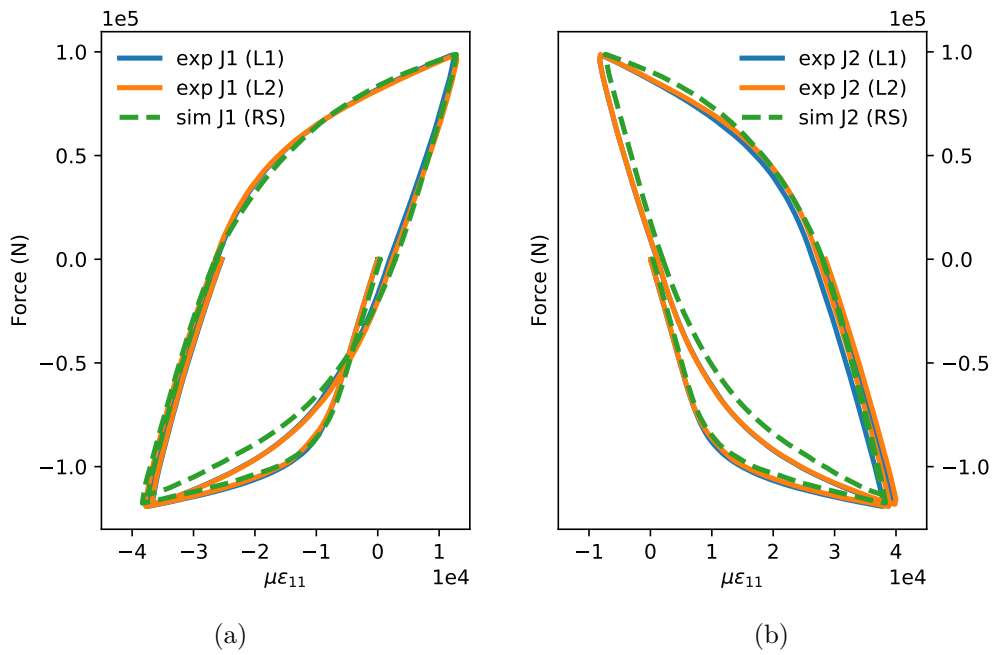 1e5
exp J1 (L1)
exp J1 (L2)
sim J1 (RS)
1.0
0.5
0.0
−0.5
−1.0
Force (N)
−4 −3 −2 −1 0 1
με₁₁
1e4
(a)
1e5
exp J2 (L1)
exp J2 (L2)
sim J2 (RS)
1.0
0.5
0.0
−0.5
−1.0
Force (N)
−1 0 1 2 3 4
με₁₁
1e4
(b)